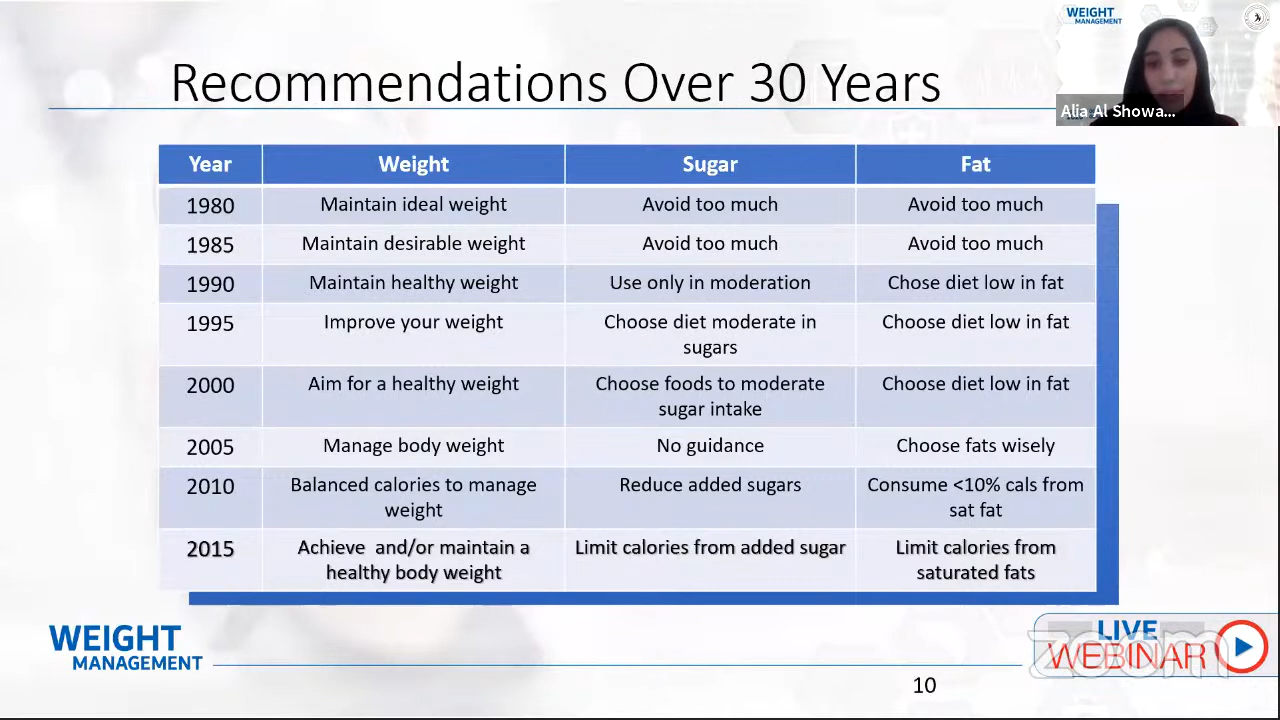 WEIGHT
MANAGEMENT
Recommendations Over 30 Years
Alia Al Showa...
Year Weight Sugar Fat
1980 Maintain ideal weight Avoid too much Avoid too much
1985 Maintain desirable weight Avoid too much Avoid too much
1990 Maintain healthy weight Use only in moderation Chose diet low in fat
1995 Improve your weight Choose diet moderate in Choose diet low in fat
sugars
2000 Aim for a healthy weight Choose foods to moderate Choose diet low in fat
sugar intake
2005 Manage body weight No guidance Choose fats wisely
2010 Balanced calories to manage Reduce added sugars Consume <10% cals from
weight sat fat
2015 Achieve and/or maintain a Limit calories from added sugar Limit calories from
healthy body weight saturated fats
WEIGHT
MANAGEMENT
LIVE
WEBINAR
zoom
10